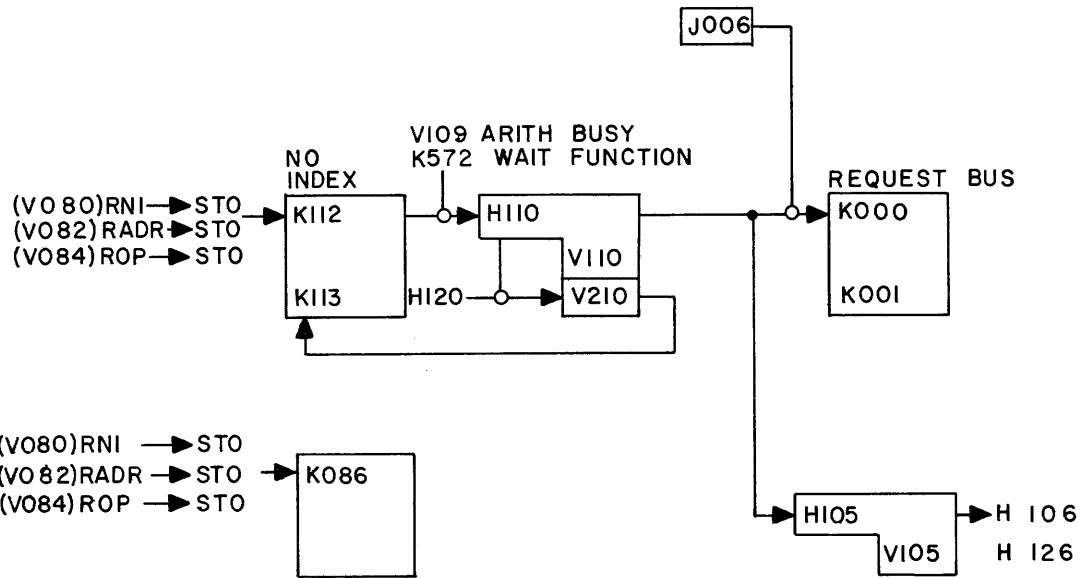 J006
V109 ARITH BUSY
K572 WAIT FUNCTION
NO
INDEX
REQUEST BUS
(V080)RNI STO
(V082)RADR STO
(V084)ROP STO
K112
H110
K000
V110
K113
H120
V210
K001
(V080)RNI STO
(V082)RADR STO
(V084)ROP STO
K086
H105
H 106
V105
H 126